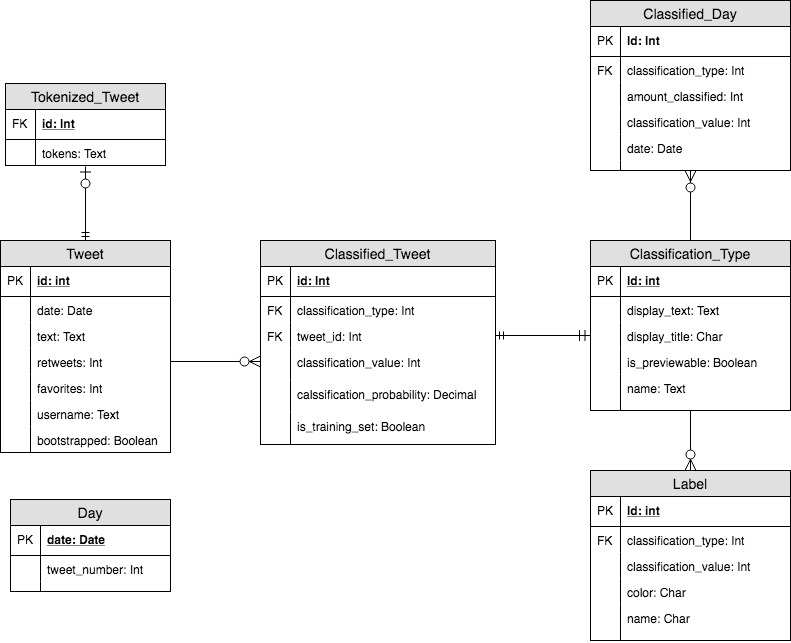 Classified_Day
PK Id: Int
FK classification_type: Int
amount_classified: Int
classification_value: Int
date: Date
Tokenized_Tweet
FK id: Int
tokens: Text
Tweet
PK id: int
date: Date
text: Text
retweets: Int
favorites: Int
username: Text
bootstrapped: Boolean
Classified_Tweet
PK id: Int
FK classification_type: Int
FK tweet_id: Int
classification_value: Int
calssification_probability: Decimal
is_training_set: Boolean
Classification_Type
PK Id: int
display_text: Text
display_title: Char
is_previewable: Boolean
name: Text
Day
PK date: Date
tweet_number: Int
Label
PK Id: int
FK classification_type: Int
classification_value: Int
color: Char
name: Char